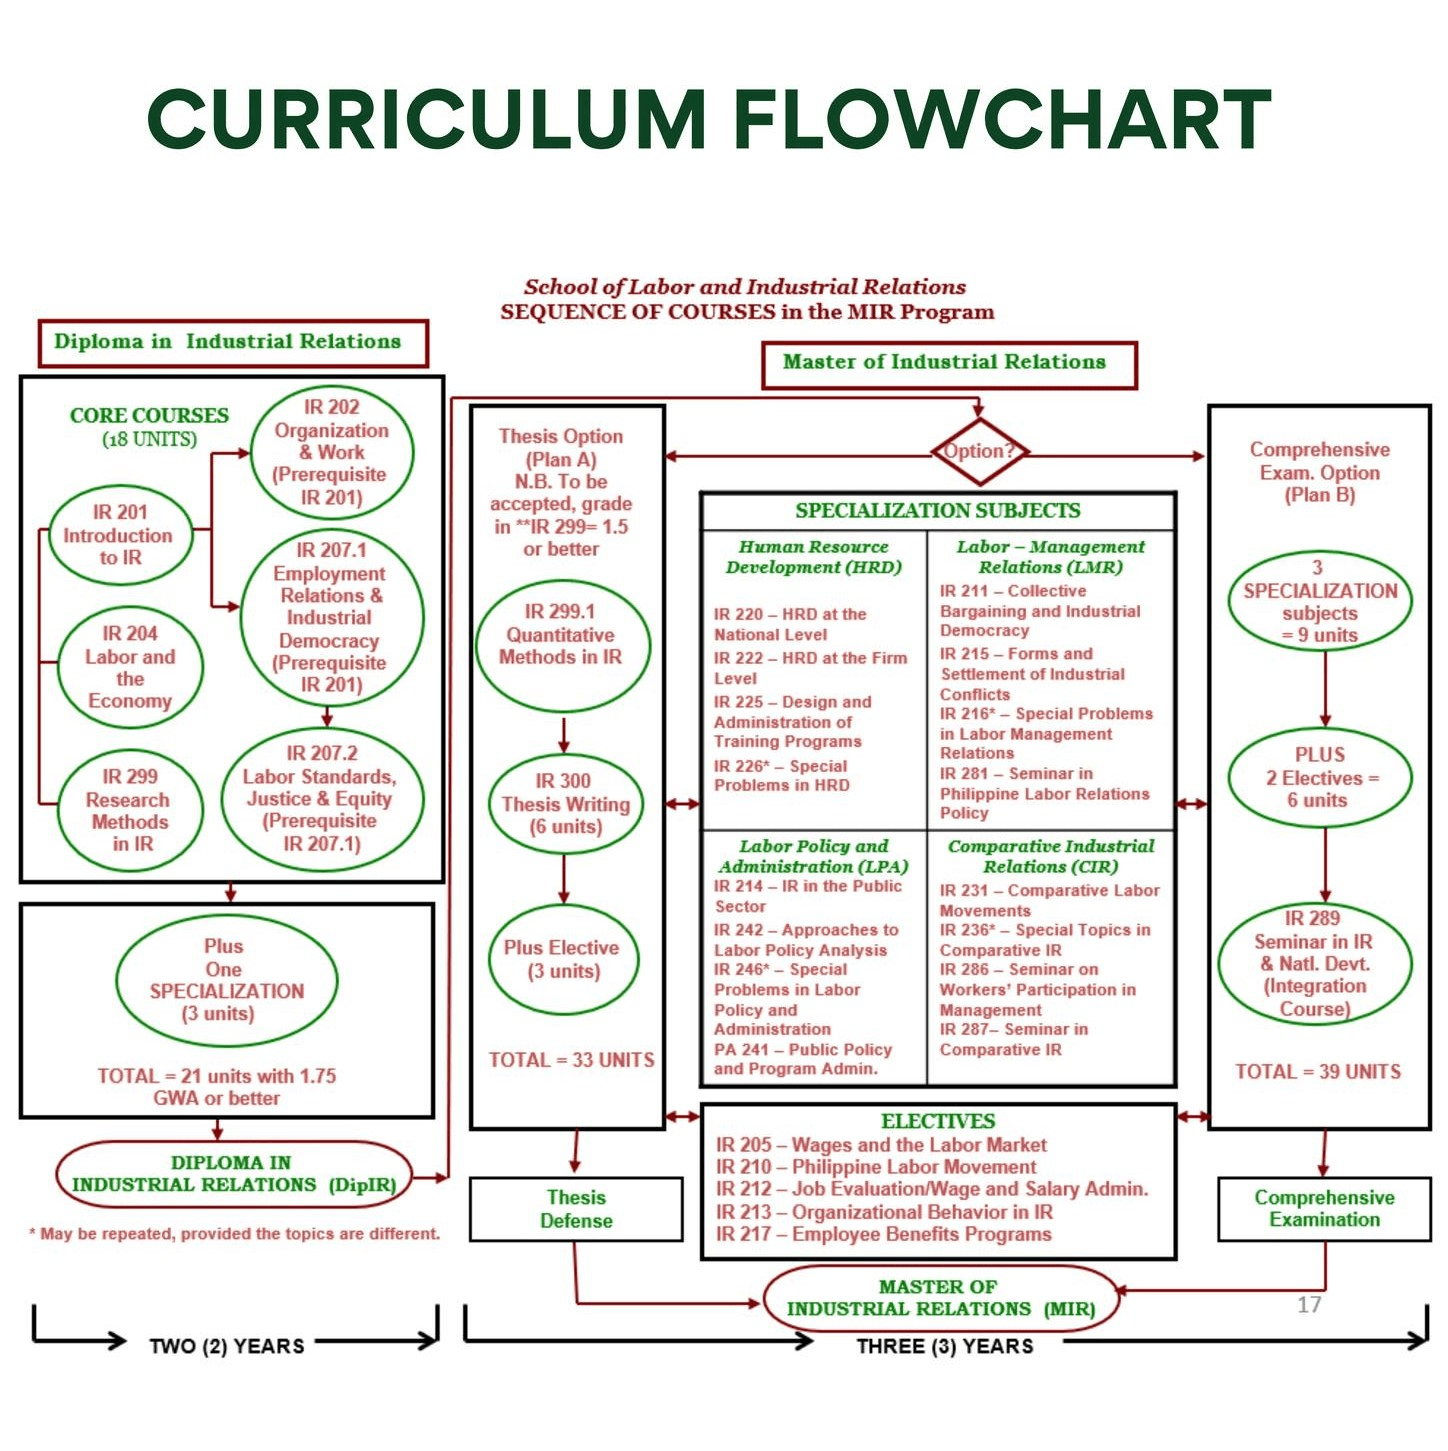 CURRICULUM FLOWCHART
School of Labor and Industrial Relations
SEQUENCE OF COURSES in the MIR Program
Diploma in Industrial Relations
CORE COURSES
(18 UNITS)
IR 201
Introduction
to IR
IR 204
Labor and
the
Economy
IR 299
Research
Methods
in IR
IR 202
Organization
& Work
(Prerequisite
IR 201)
IR 207.1
Employment
Relations &
Industrial
Democracy
(Prerequisite
IR 201)
IR 207.2
Labor Standards,
Justice & Equity
(Prerequisite
IR 207.1)
Plus
One
SPECIALIZATION
(3 units)
TOTAL = 21 units with 1.75
GWA or better
DIPLOMA IN
INDUSTRIAL RELATIONS (DipIR)
* May be repeated, provided the topics are different.
Master of Industrial Relations
Option?
Thesis Option
(Plan A)
N.B. To be
accepted, grade
in **IR 299= 1.5
or better
IR 299.1
Quantitative
Methods in IR
IR 300
Thesis Writing
(6 units)
Plus Elective
(3 units)
TOTAL = 33 UNITS
Thesis
Defense
SPECIALIZATION SUBJECTS
Human Resource
Development (HRD)
IR 220 – HRD at the
National Level
IR 222 – HRD at the Firm
Level
IR 225 – Design and
Administration of
Training Programs
IR 226* – Special
Problems in HRD
Labor – Management
Relations (LMR)
IR 211 – Collective
Bargaining and Industrial
Democracy
IR 215 – Forms and
Settlement of Industrial
Conflicts
IR 216* – Special Problems
in Labor Management
Relations
IR 281 – Seminar in
Philippine Labor Relations
Policy
Labor Policy and
Administration (LPA)
IR 214 – IR in the Public
Sector
IR 242 – Approaches to
Labor Policy Analysis
IR 246* – Special
Problems in Labor
Policy and
Administration
PA 241 – Public Policy
and Program Admin.
Comparative Industrial
Relations (CIR)
IR 231 – Comparative Labor
Movements
IR 236* – Special Topics in
Comparative IR
IR 286 – Seminar on
Workers' Participation in
Management
IR 287– Seminar in
Comparative IR
ELECTIVES
IR 205 – Wages and the Labor Market
IR 210 – Philippine Labor Movement
IR 212 – Job Evaluation/Wage and Salary Admin.
IR 213 – Organizational Behavior in IR
IR 217 – Employee Benefits Programs
Comprehensive
Exam. Option
(Plan B)
3
SPECIALIZATION
subjects
= 9 units
PLUS
2 Electives =
6 units
IR 289
Seminar in IR
& Natl. Devt.
(Integration
Course)
TOTAL = 39 UNITS
Comprehensive
Examination
MASTER OF
INDUSTRIAL RELATIONS (MIR)
17
TWO (2) YEARS
THREE (3) YEARS